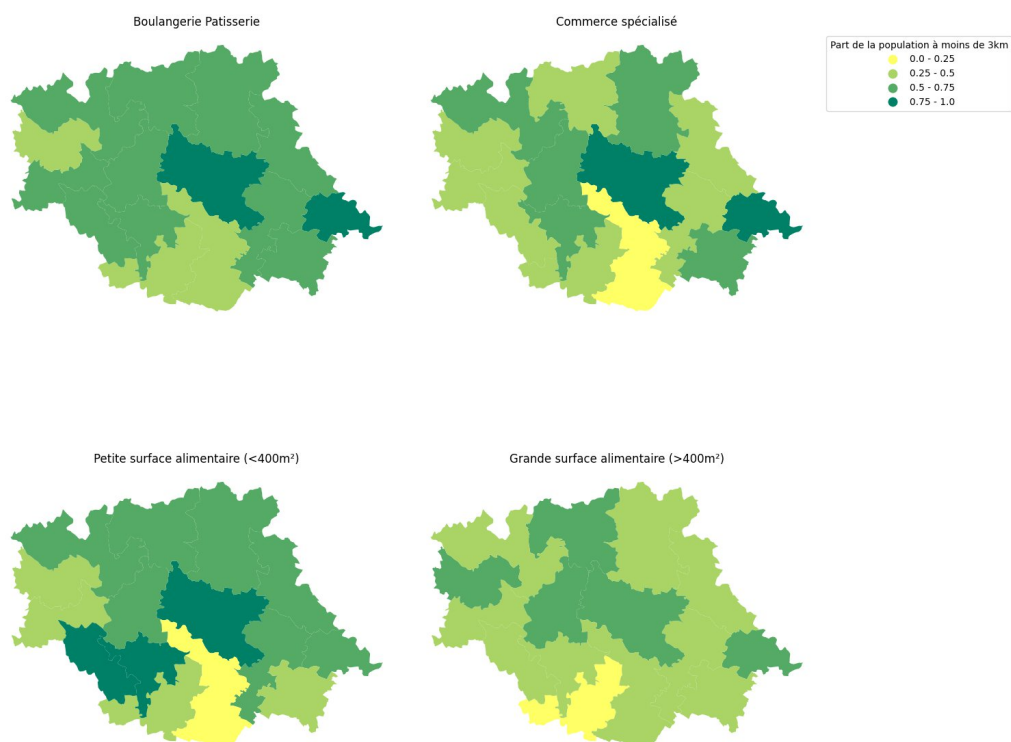 Boulangerie Patisserie
Commerce spécialisé
Part de la population à moins de 3km
0.0 - 0.25
0.25 - 0.5
0.5 - 0.75
0.75 - 1.0
Petite surface alimentaire (<400m²)
Grande surface alimentaire (>400m²)